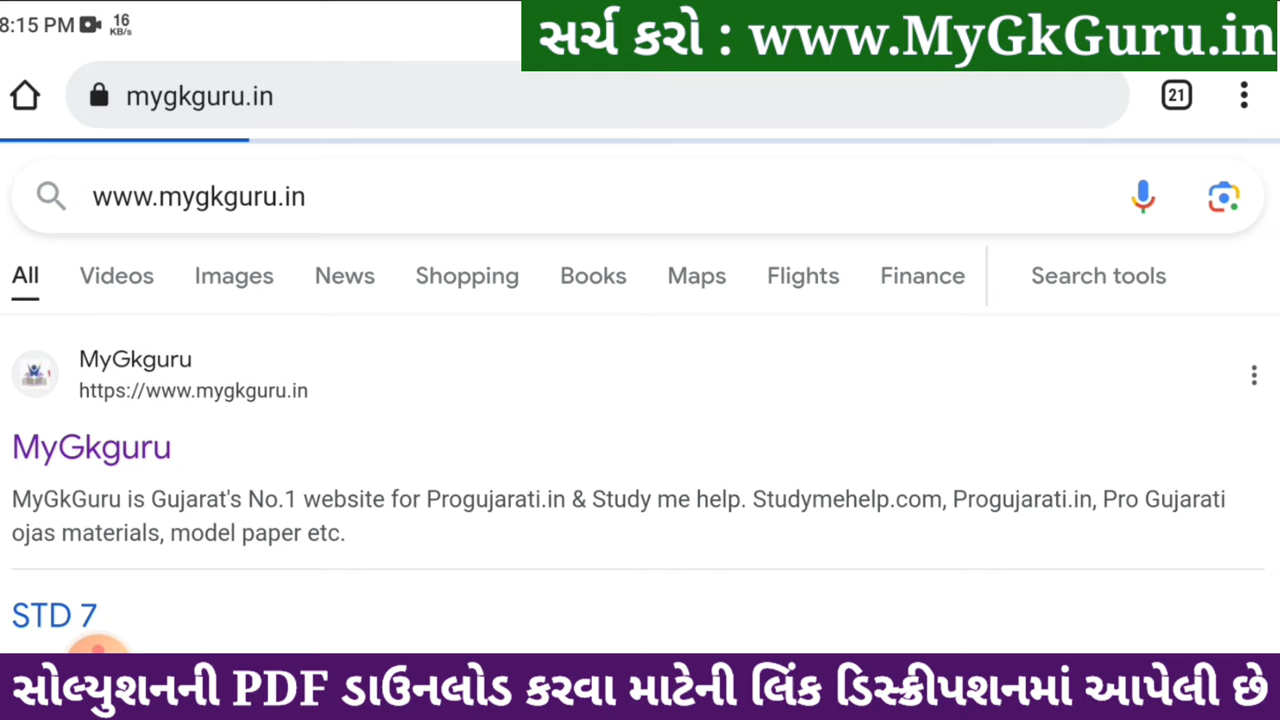 8:15 PM 16 KB/s
સર્ચ કરો : www.MyGkGuru.in
mygkguru.in
21
www.mygkguru.in
All Videos Images News Shopping Books Maps Flights Finance Search tools
MyGkguru
https://www.mygkguru.in
MyGkguru
MyGkGuru is Gujarat's No.1 website for Progujarati.in & Study me help. Studymehelp.com, Progujarati.in, Pro Gujarati
ojas materials, model paper etc.
STD 7
સોલ્યુશનની PDF ડાઉનલોડ કરવા માટેની લિંક ડિસ્ક્રીપશનમાં આપેલી છે